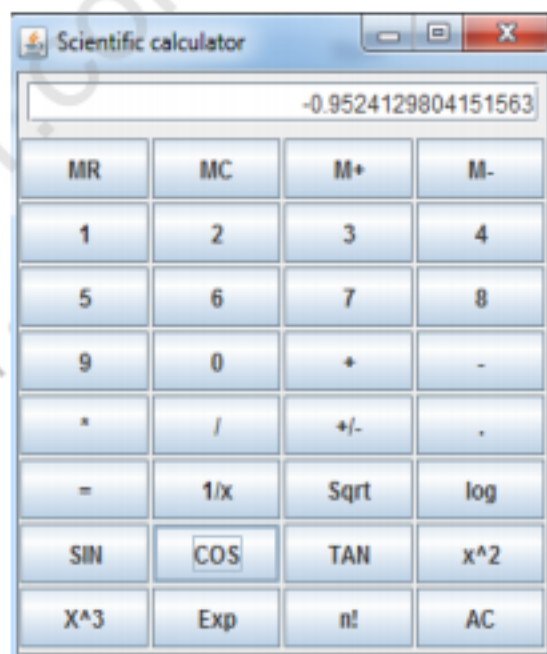 Scientific calculator
-0.9524129804151563
MR MC M+ M-
1 2 3 4
5 6 7 8
9 0 + -
* / +/- .
= 1/x Sqrt log
SIN COS TAN x^2
X^3 Exp n! AC